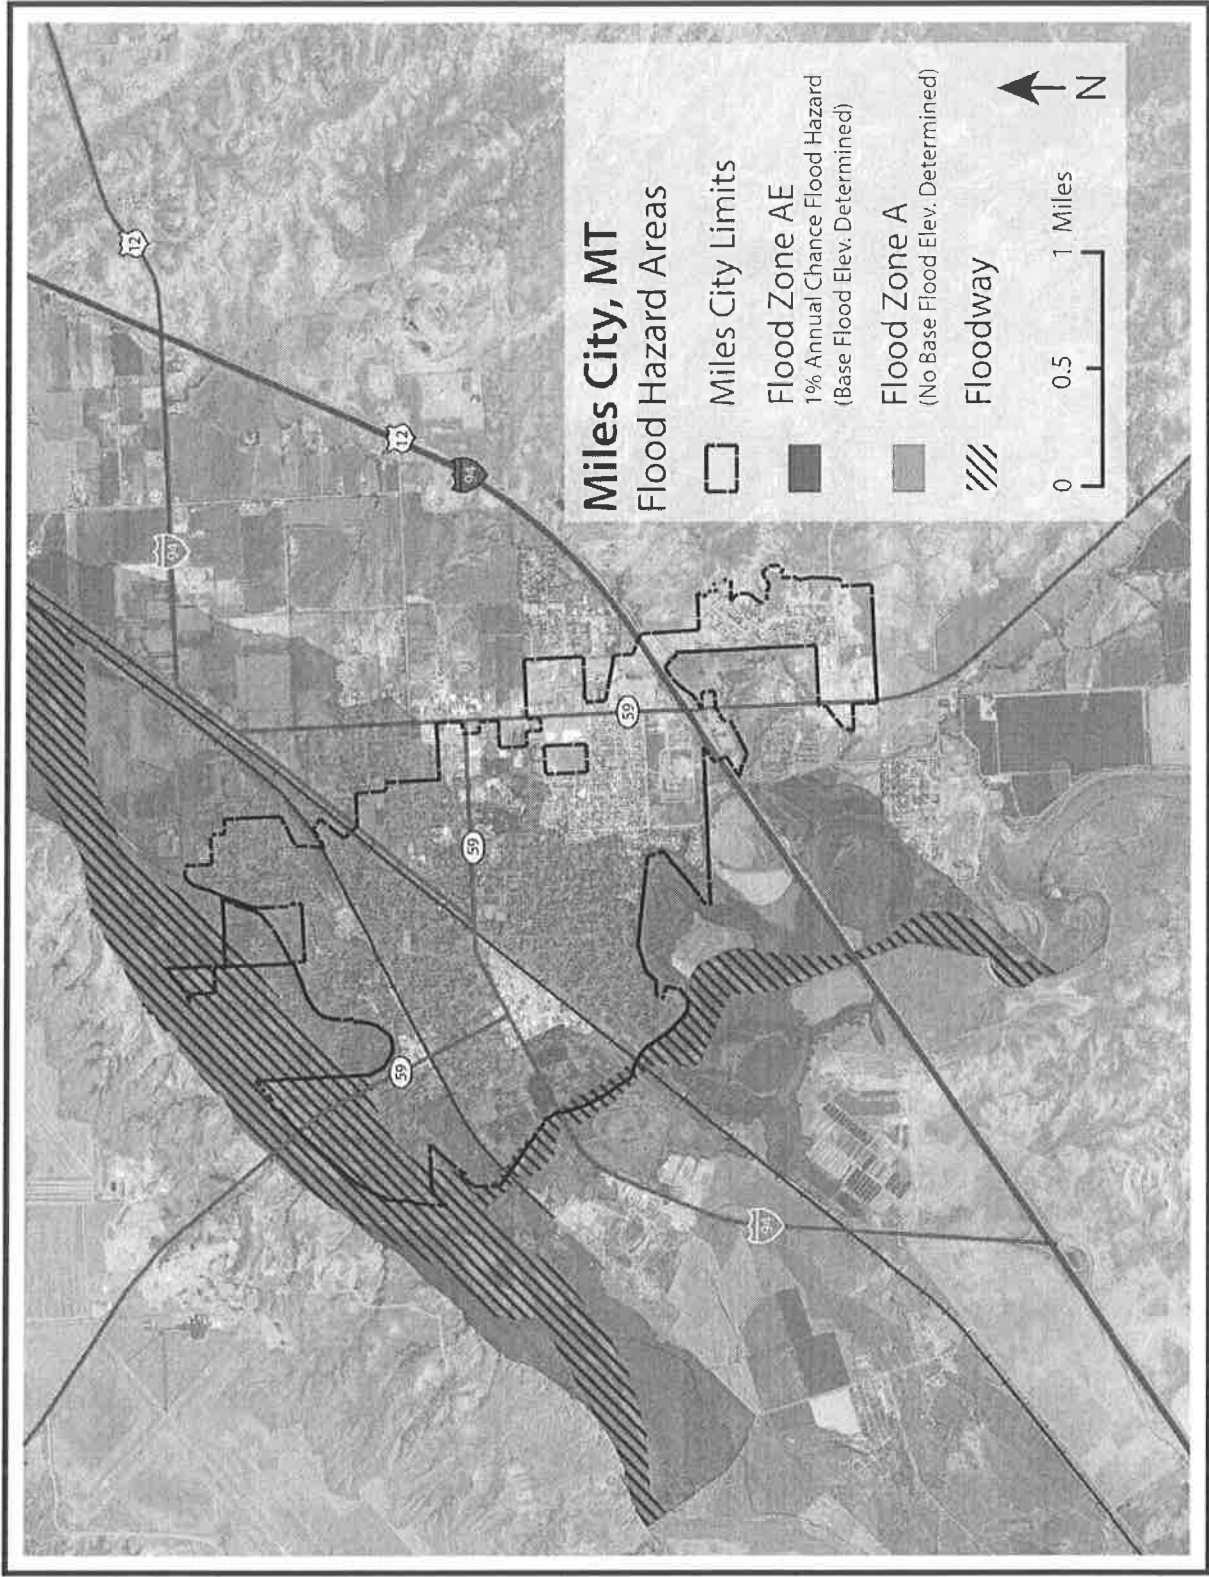 Miles City, MT
Flood Hazard Areas
Miles City Limits
Flood Zone AE
1% Annual Chance Flood Hazard
(Base Flood Elev. Determined)
Flood Zone A
(No Base Flood Elev. Determined)
Floodway
0 0.5 1 Miles
N
12
12
94
94
59
59
59
94